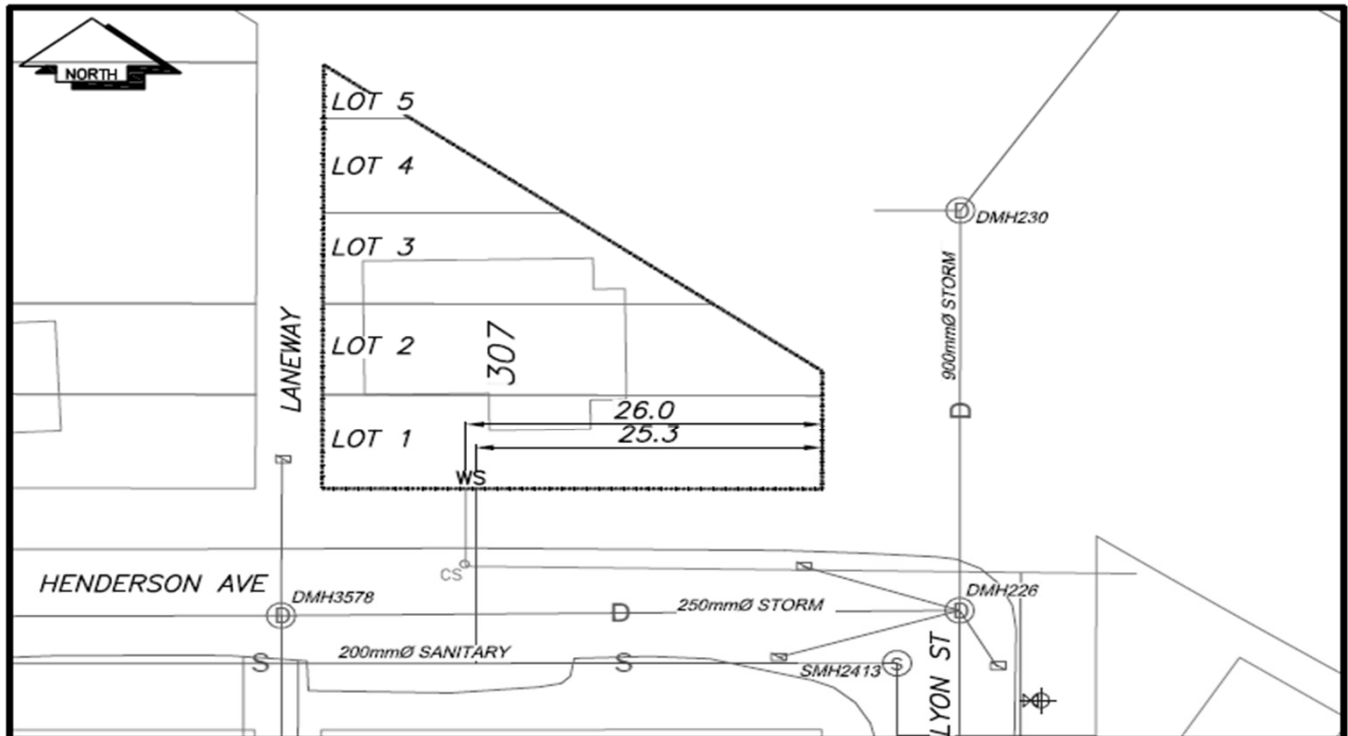 NORTH
LOT 5
LOT 4
LOT 3
LOT 2
LOT 1
307
LANEWAY
26.0
25.3
WS
CS
HENDERSON AVE
DMH3578
D
D
250mmØ STORM
DMH226
D
200mmØ SANITARY
S
S
SMH2413
S
LYON ST
D
DMH230
900mmØ STORM
D